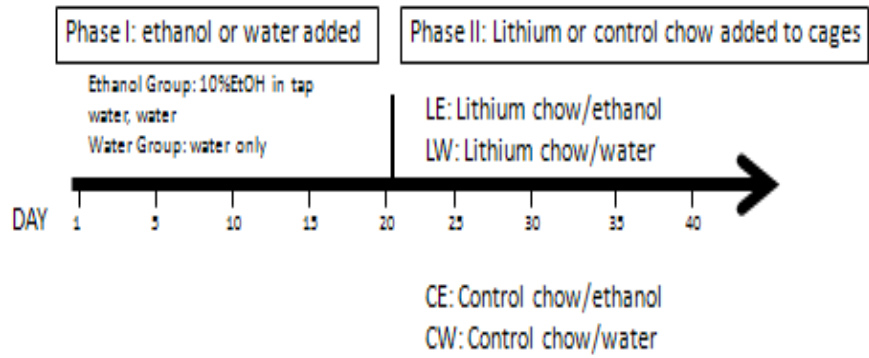 Phase I: ethanol or water added
Phase II: Lithium or control chow added to cages
Ethanol Group: 10%EtOH in tap
water, water
Water Group: water only
LE: Lithium chow/ethanol
LW: Lithium chow/water
DAY 1 5 10 15 20 25 30 35 40
CE: Control chow/ethanol
CW: Control chow/water